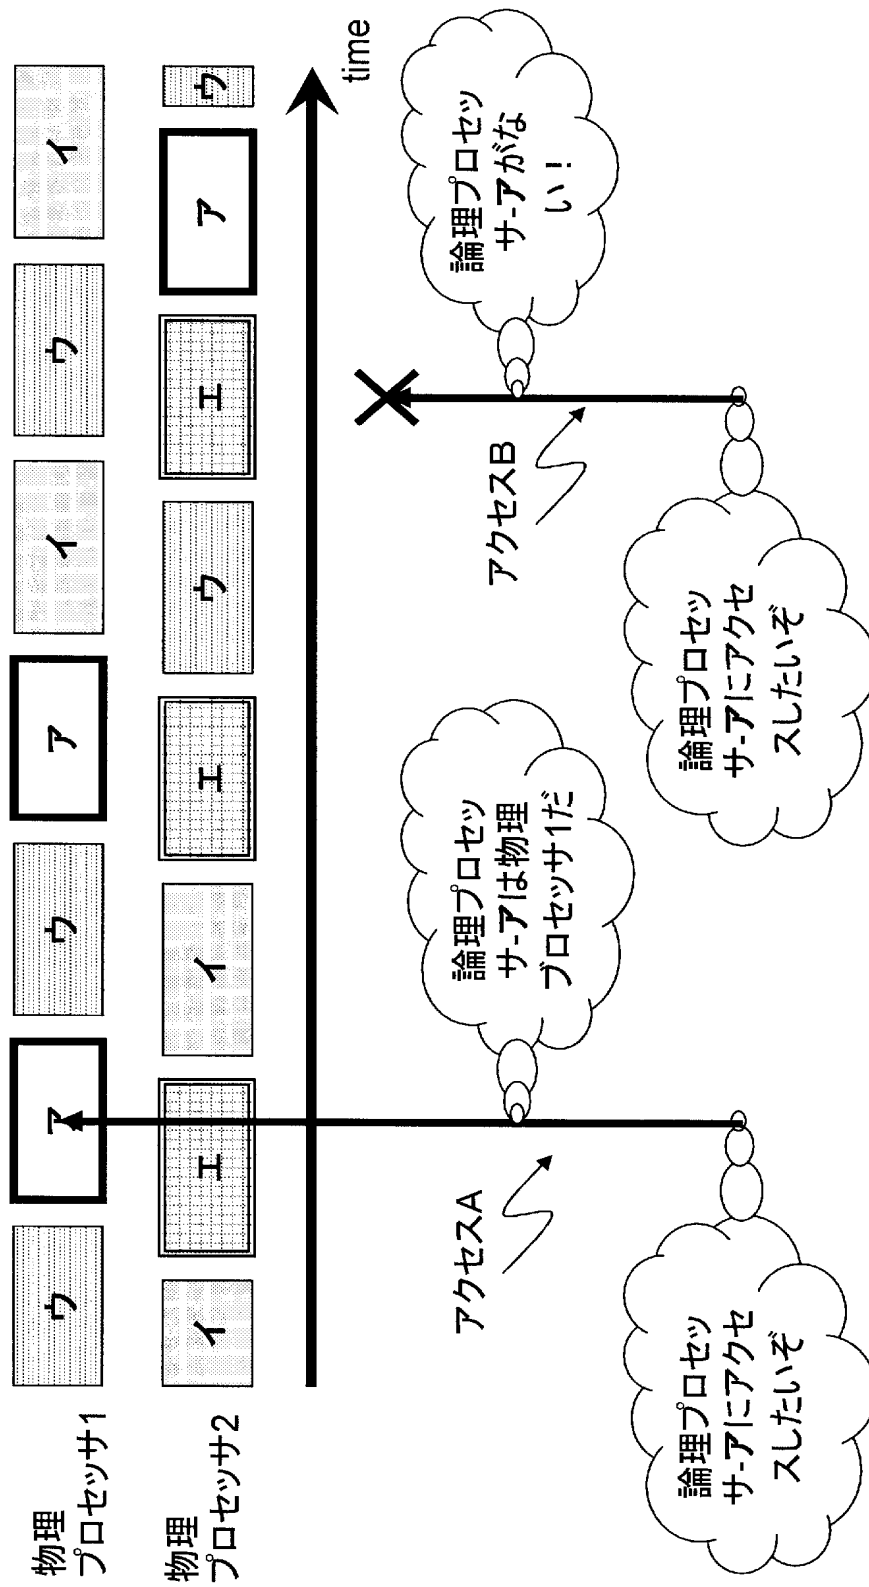 物理
プロセッサ1
ウ
ア
ウ
ア
イ
ウ
イ
物理
プロセッサ2
イ
エ
イ
エ
ウ
エ
ア
ウ
time
アクセスA
論理プロセッ
サ-アは物理
プロセッサ1だ
アクセスB
論理プロセッ
サ-アがな
い！
論理プロセッ
サ-アにアクセ
スしたいぞ
論理プロセッ
サ-アにアクセ
スしたいぞ